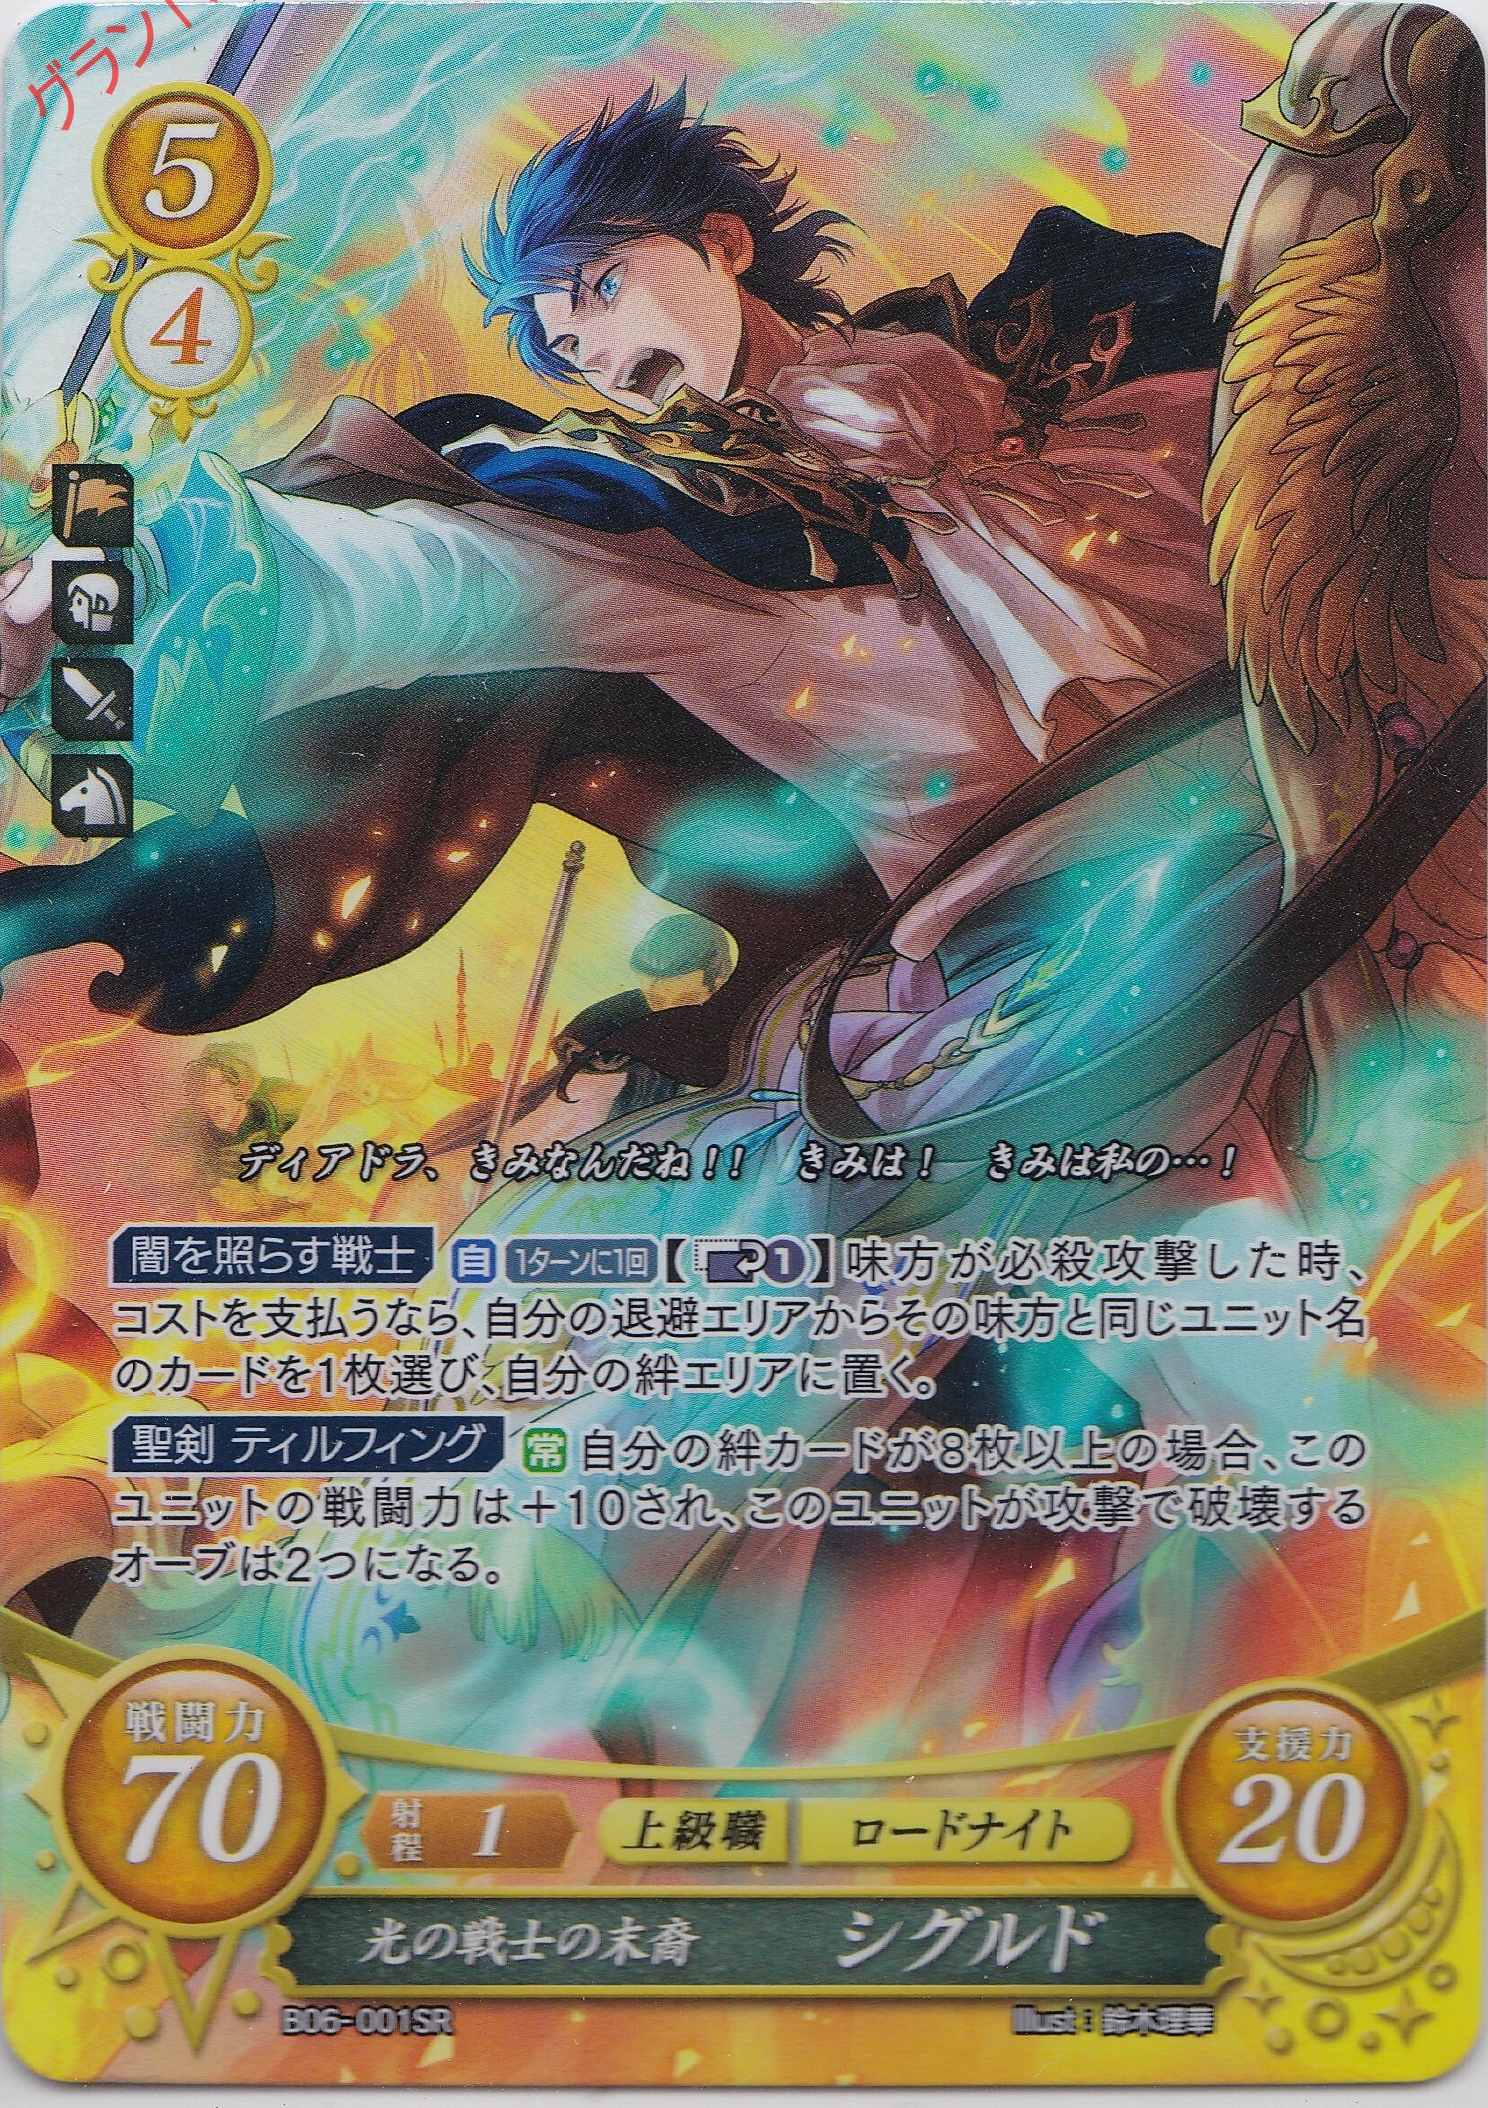 グラン
5
4
ディアドラ、きみなんだね!! きみは! きみは私の…!
闇を照らす戦士 自 1ターンに1回【1】味方が必殺攻撃した時、
コストを支払うなら、自分の退避エリアからその味方と同じユニット名
のカードを1枚選び、自分の絆エリアに置く。
聖剣 ティルフィング 常 自分の絆カードが8枚以上の場合、この
ユニットの戦闘力は+10され、このユニットが攻撃で破壊する
オーブは2つになる。
戦闘力
70
射程 1 上級職 ロードナイト
支援力
20
光の戦士の末裔 シグルド
B06-001SR Illust:鈴木理華